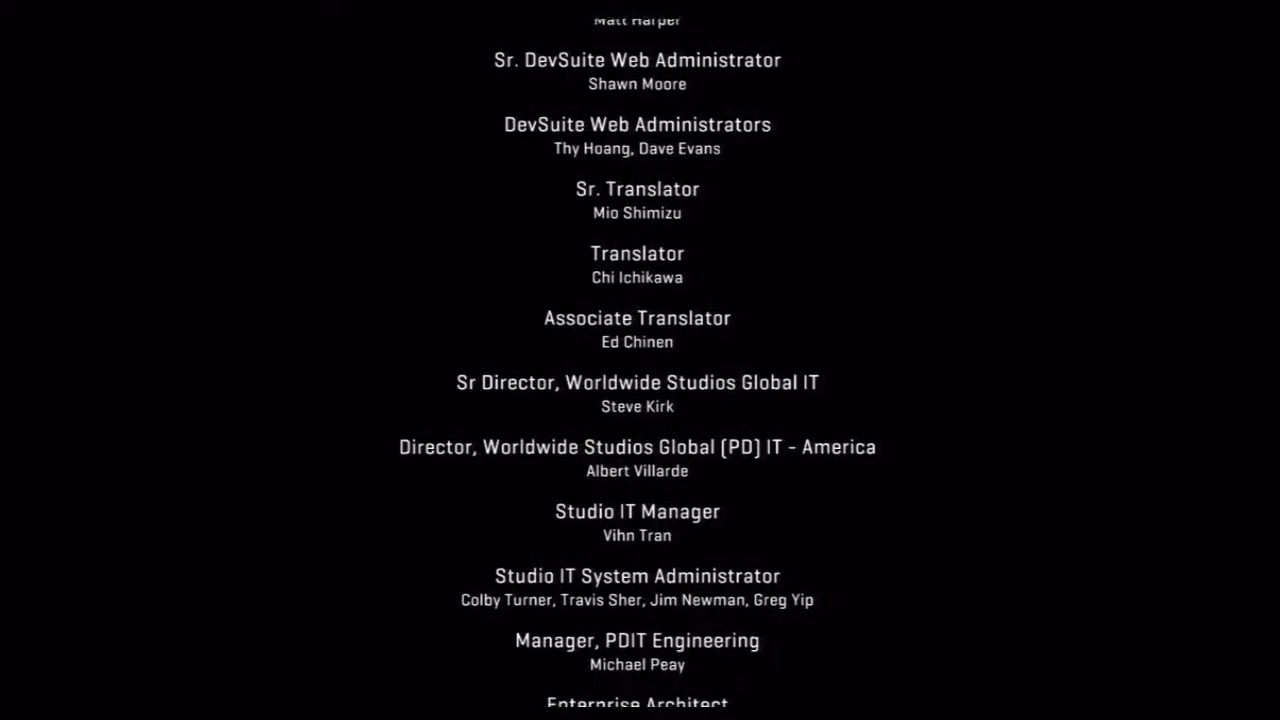 Matt Harper
Sr. DevSuite Web Administrator
Shawn Moore
DevSuite Web Administrators
Thy Hoang, Dave Evans
Sr. Translator
Mio Shimizu
Translator
Chi Ichikawa
Associate Translator
Ed Chinen
Sr Director, Worldwide Studios Global IT
Steve Kirk
Director, Worldwide Studios Global (PD) IT - America
Albert Villarde
Studio IT Manager
Vihn Tran
Studio IT System Administrator
Colby Turner, Travis Sher, Jim Newman, Greg Yip
Manager, PDIT Engineering
Michael Peay
Enterprise Architect